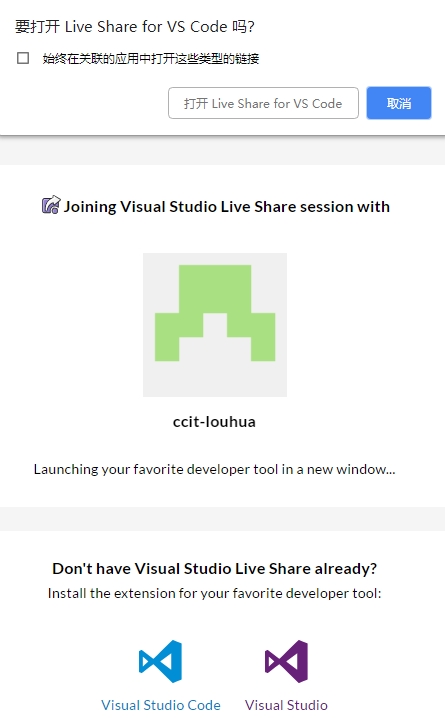 要打开 Live Share for VS Code 吗?
始终在关联的应用中打开这些类型的链接
打开 Live Share for VS Code
取消
Joining Visual Studio Live Share session with
ccit-louhua
Launching your favorite developer tool in a new window...
Don't have Visual Studio Live Share already?
Install the extension for your favorite developer tool:
Visual Studio Code
Visual Studio